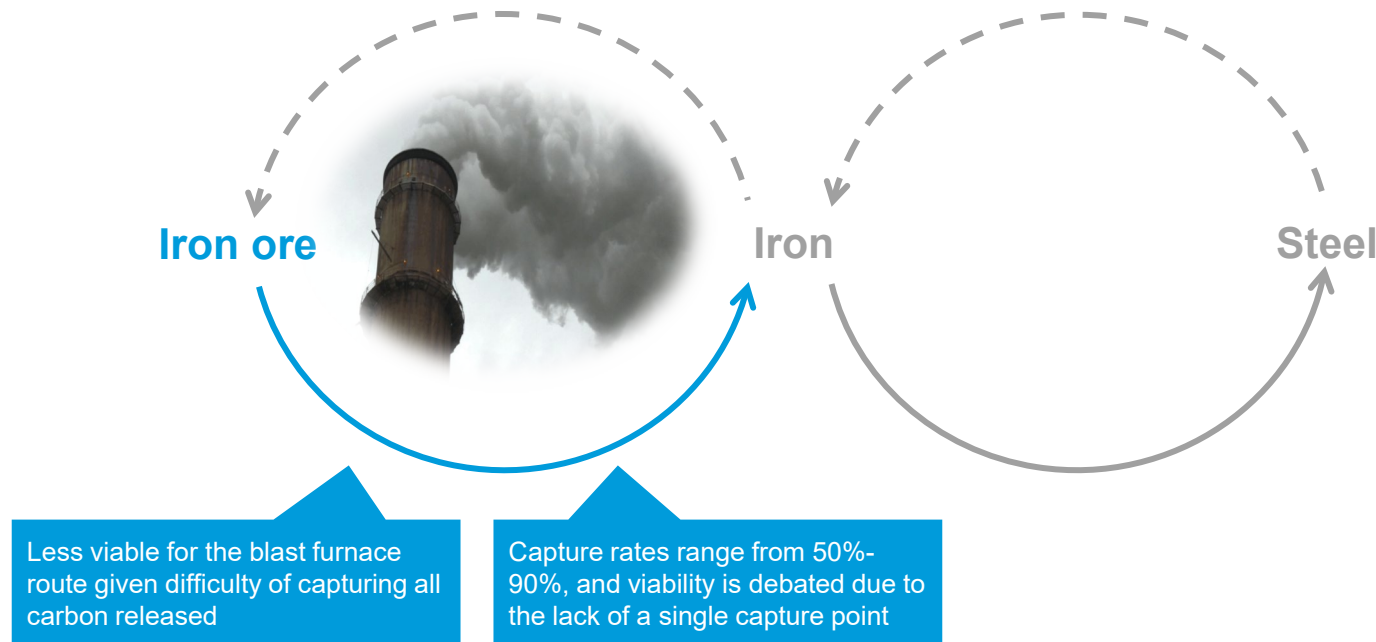 Iron ore
Iron
Steel
Less viable for the blast furnace
route given difficulty of capturing all
carbon released
Capture rates range from 50%-
90%, and viability is debated due to
the lack of a single capture point